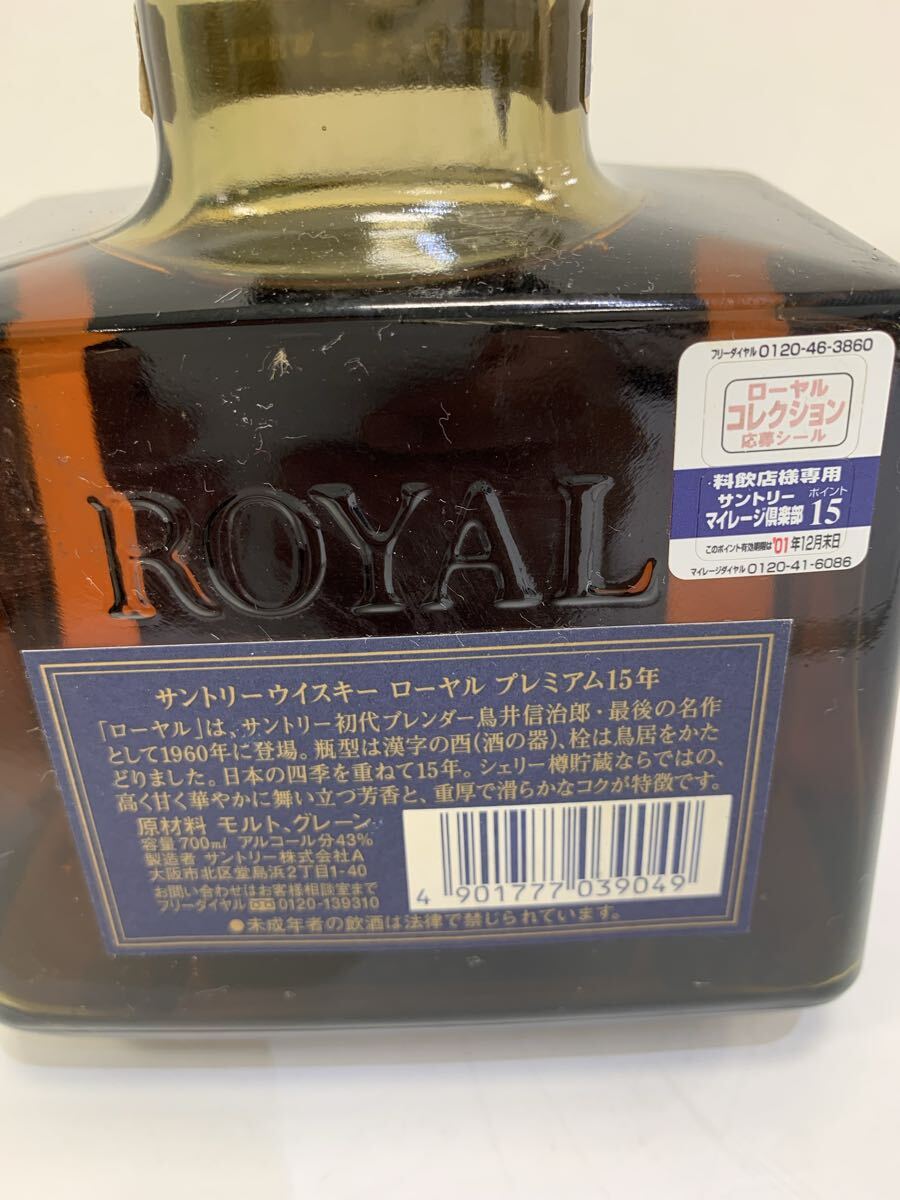 フリーダイヤル 0120-46-3860
ローヤル
コレクション
応募シール
料飲店様専用
サントリー ポイント
マイレージ倶楽部 15
このポイント有効期限は'01年12月末日
マイレージダイヤル 0120-41-6086
ROYAL
サントリーウイスキー ローヤル プレミアム15年
「ローヤル」は、サントリー初代ブレンダー鳥井信治郎・最後の名作
として1960年に登場。瓶型は漢字の酉(酒の器)、栓は鳥居をかた
どりました。日本の四季を重ねて15年。シェリー樽貯蔵ならではの、
高く甘く華やかに舞い立つ芳香と、重厚で滑らかなコクが特徴です。
原材料 モルト、グレーン
容量700㎖ アルコール分43%
製造者 サントリー株式会社A
大阪市北区堂島浜2丁目1-40
お問い合わせはお客様相談室まで
フリーダイヤル 0120-139310
4 901777 039049
●未成年者の飲酒は法律で禁じられています。